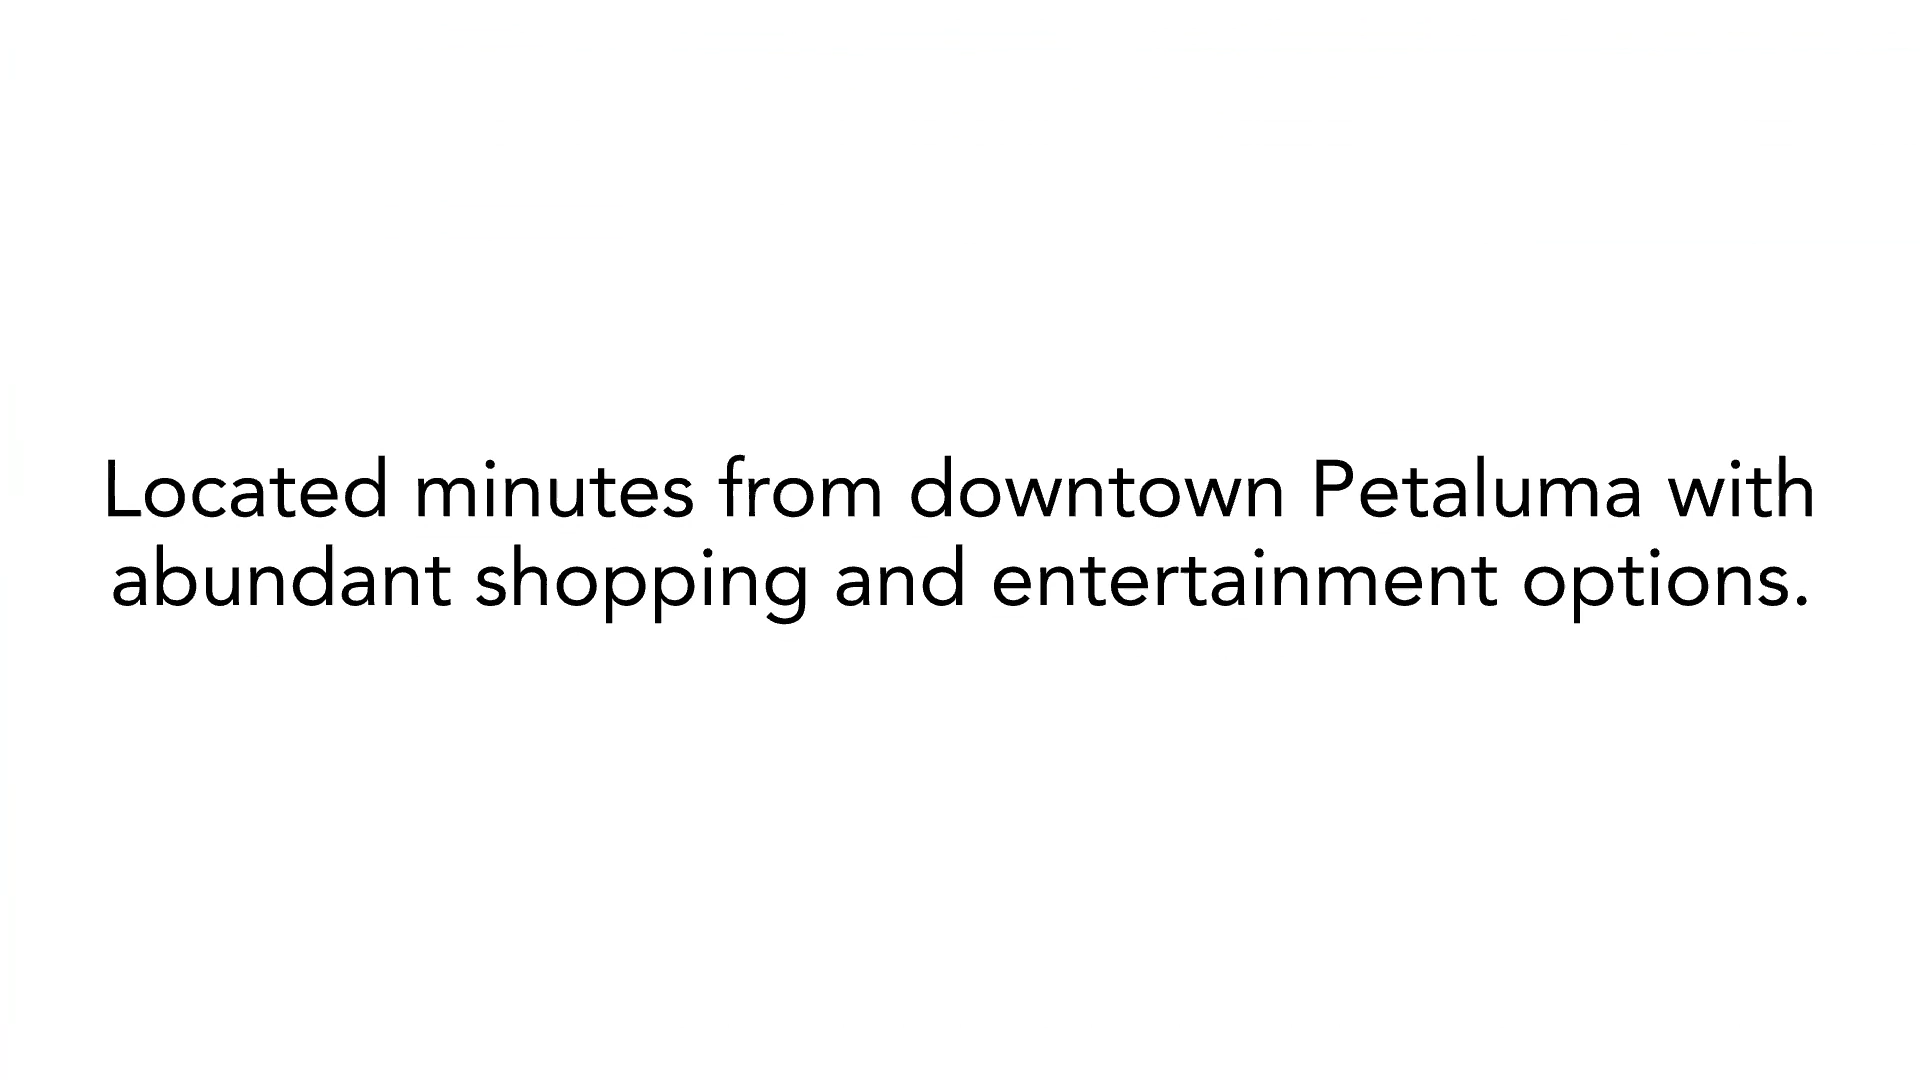 Located minutes from downtown Petaluma with
abundant shopping and entertainment options.